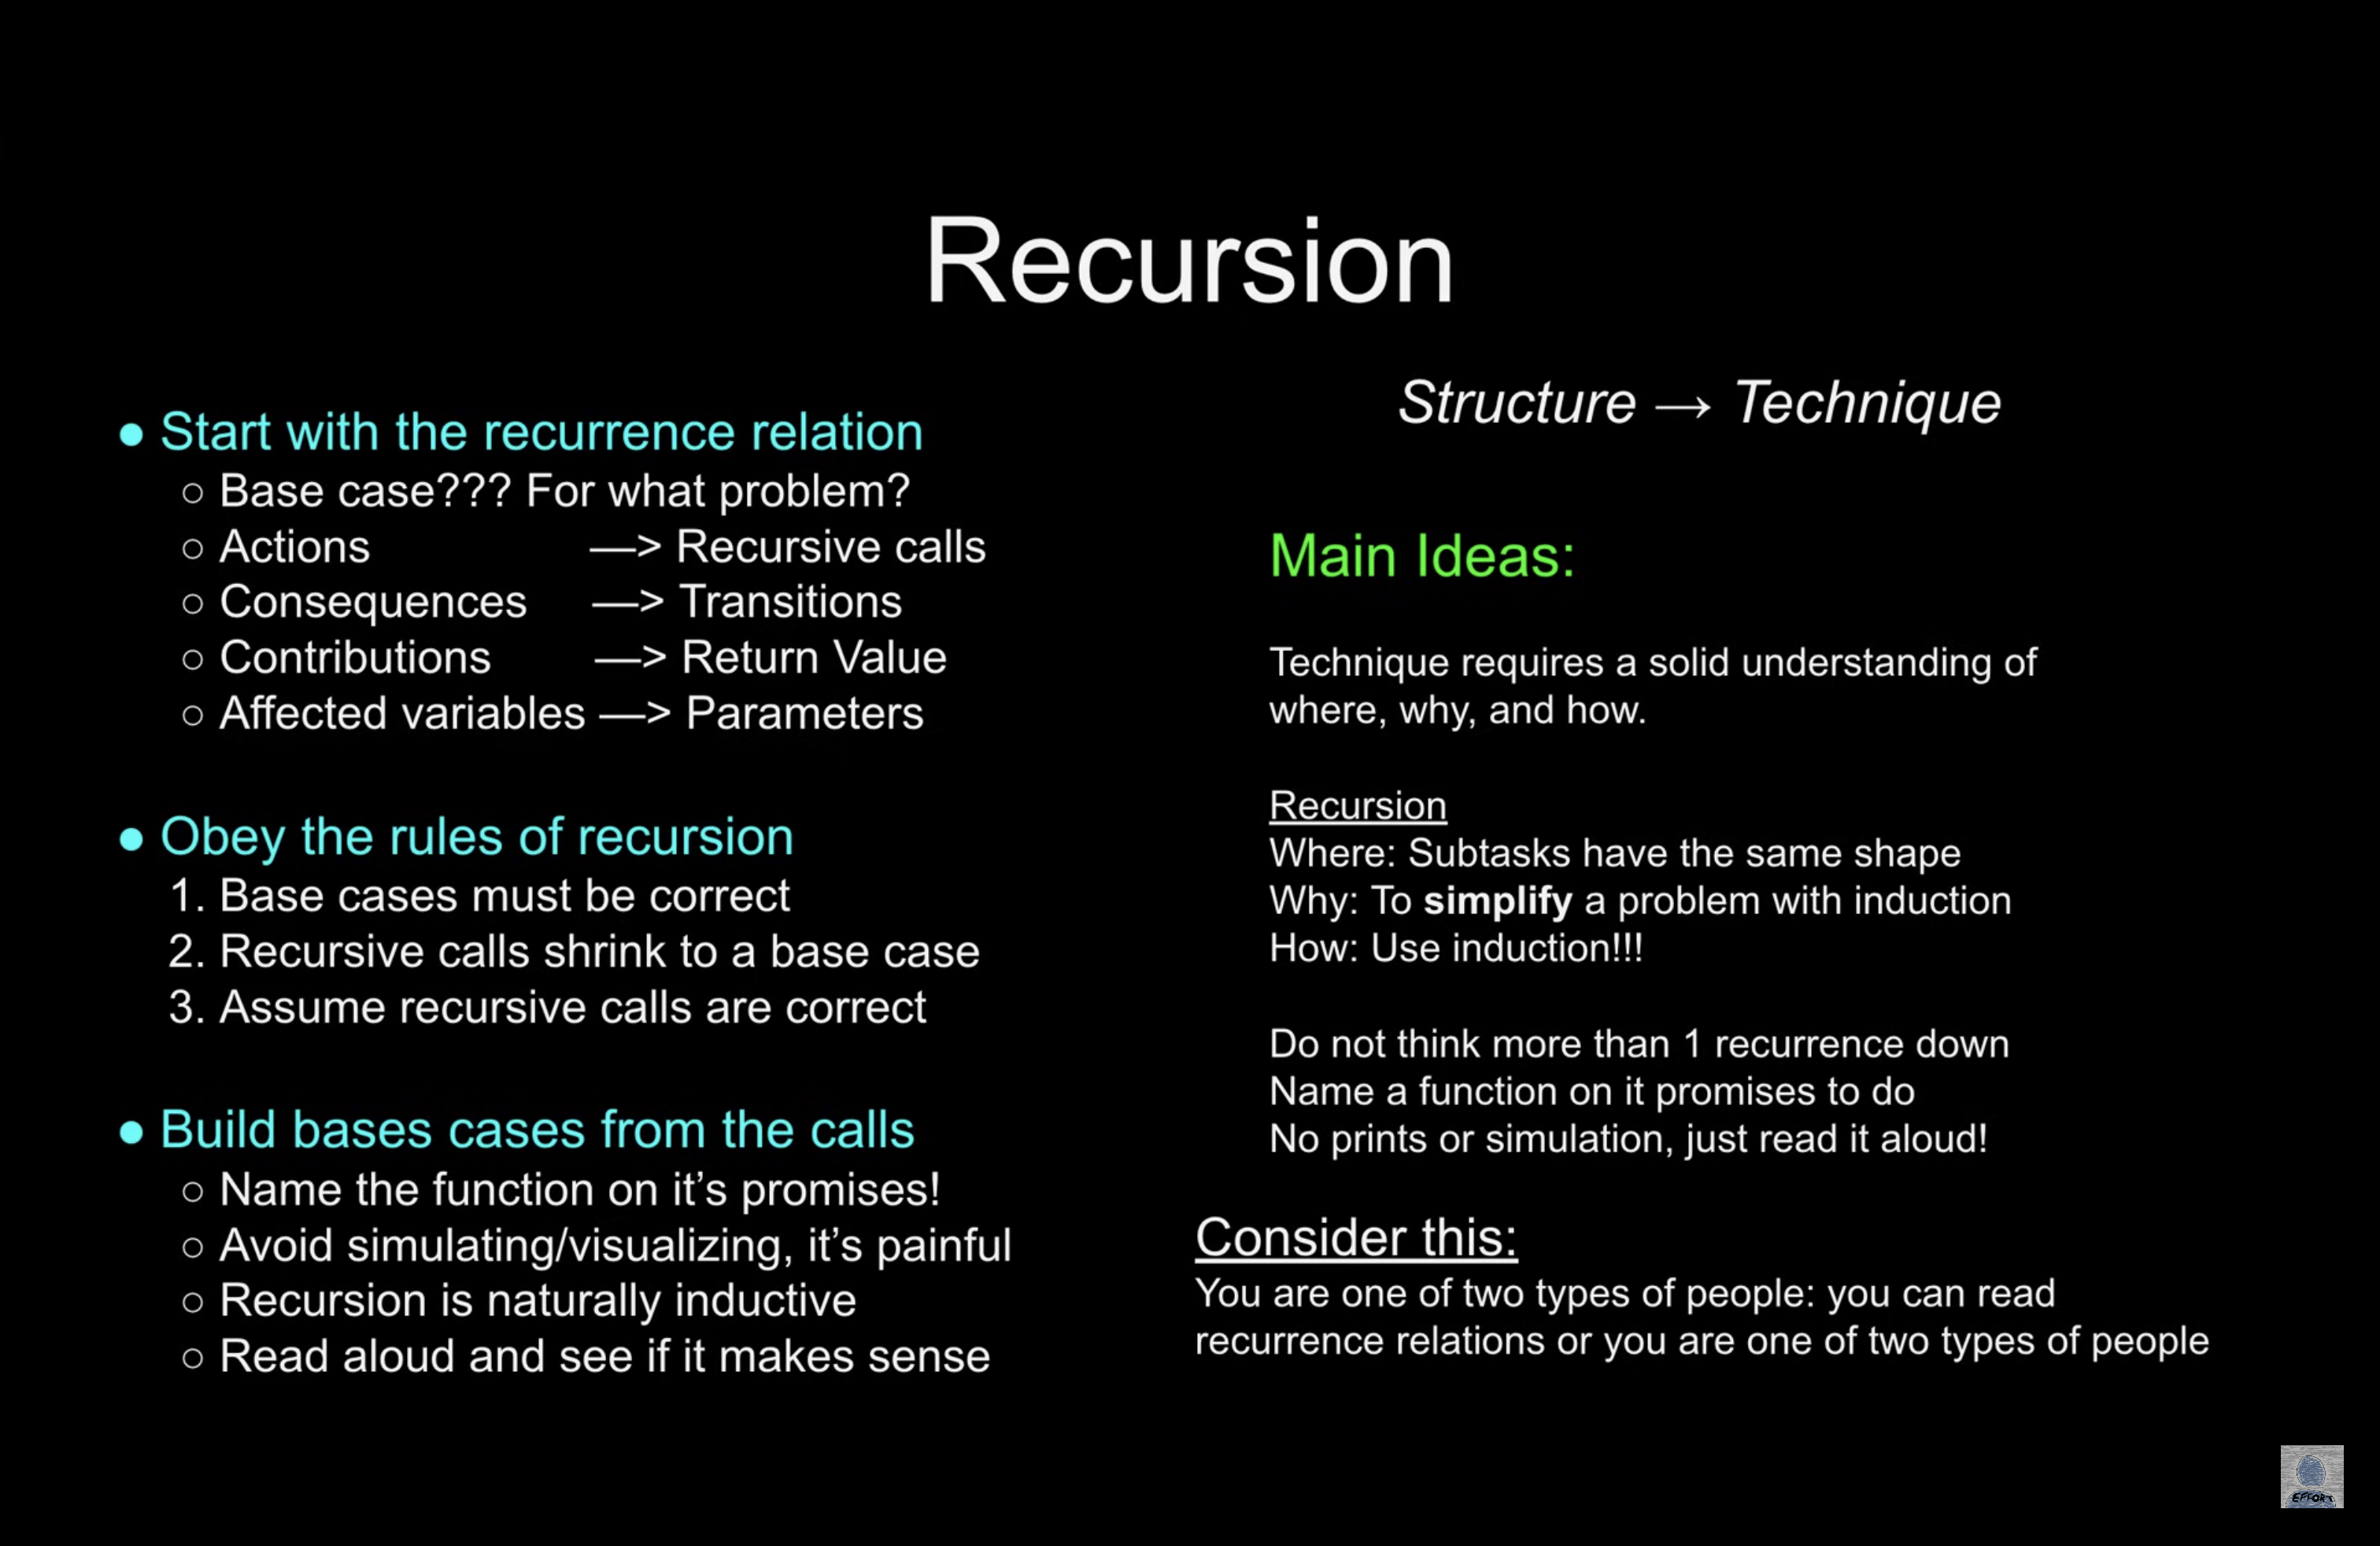 Recursion
● Start with the recurrence relation
○ Base case??? For what problem?
○ Actions —> Recursive calls
○ Consequences —> Transitions
○ Contributions —> Return Value
○ Affected variables —> Parameters
● Obey the rules of recursion
1. Base cases must be correct
2. Recursive calls shrink to a base case
3. Assume recursive calls are correct
● Build bases cases from the calls
○ Name the function on it’s promises!
○ Avoid simulating/visualizing, it’s painful
○ Recursion is naturally inductive
○ Read aloud and see if it makes sense
Structure → Technique
Main Ideas:
Technique requires a solid understanding of
where, why, and how.
Recursion
Where: Subtasks have the same shape
Why: To simplify a problem with induction
How: Use induction!!!
Do not think more than 1 recurrence down
Name a function on it promises to do
No prints or simulation, just read it aloud!
Consider this:
You are one of two types of people: you can read
recurrence relations or you are one of two types of people
EFFORT